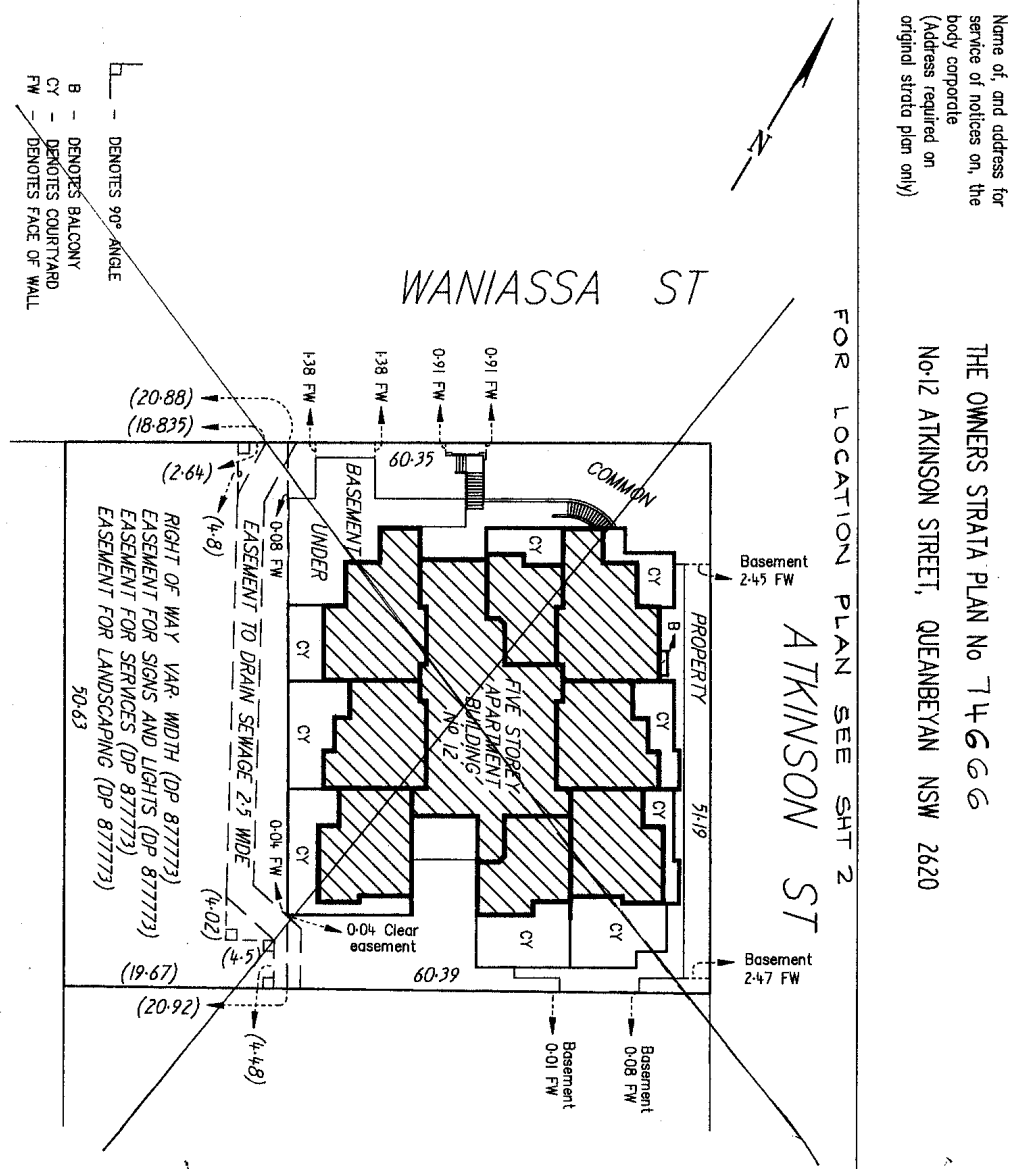 Name of, and address for
service of notices on, the
body corporate
(Address required on
original strata plan only)
THE OWNERS STRATA PLAN No 74666
No·12 ATKINSON STREET, QUEANBEYAN NSW 2620
FOR LOCATION PLAN SEE SHT 2
N
WANIASSA ST
ATKINSON ST
- DENOTES 90° ANGLE
B - DENOTES BALCONY
CY - DENOTES COURTYARD
FW - DENOTES FACE OF WALL
(20·88)
(18·835)
(2·64)
(4·8)
1·38 FW
1·38 FW
0·91 FW
0·91 FW
60·35
COMMON
PROPERTY
BASEMENT
UNDER
0·08 FW
CY
CY
Basement
2·45 FW
B
CY
CY
CY
CY
CY
CY
CY
FIVE STOREY
APARTMENT
BUILDING
No 12
51·19
EASEMENT TO DRAIN SEWAGE 2·5 WIDE
RIGHT OF WAY VAR· WIDTH (DP 877773)
EASEMENT FOR SIGNS AND LIGHTS (DP 877773)
EASEMENT FOR SERVICES (DP 877773)
EASEMENT FOR LANDSCAPING (DP 877773)
50·63
0·04 FW
0·04 Clear
easement
(4·02)
(4·5)
(19·67)
(20·92)
(4·48)
60·39
Basement
2·47 FW
Basement
0·01 FW
Basement
0·08 FW